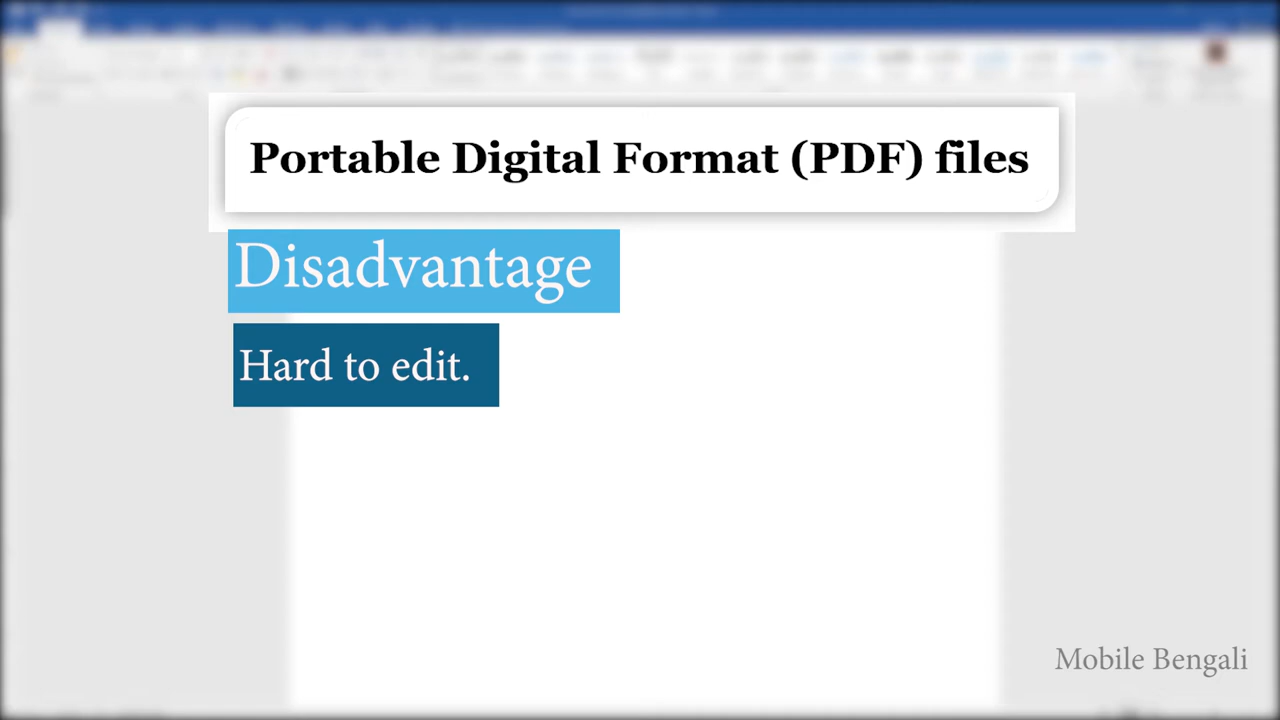 Portable Digital Format (PDF) files
Disadvantage
Hard to edit.
Mobile Bengali